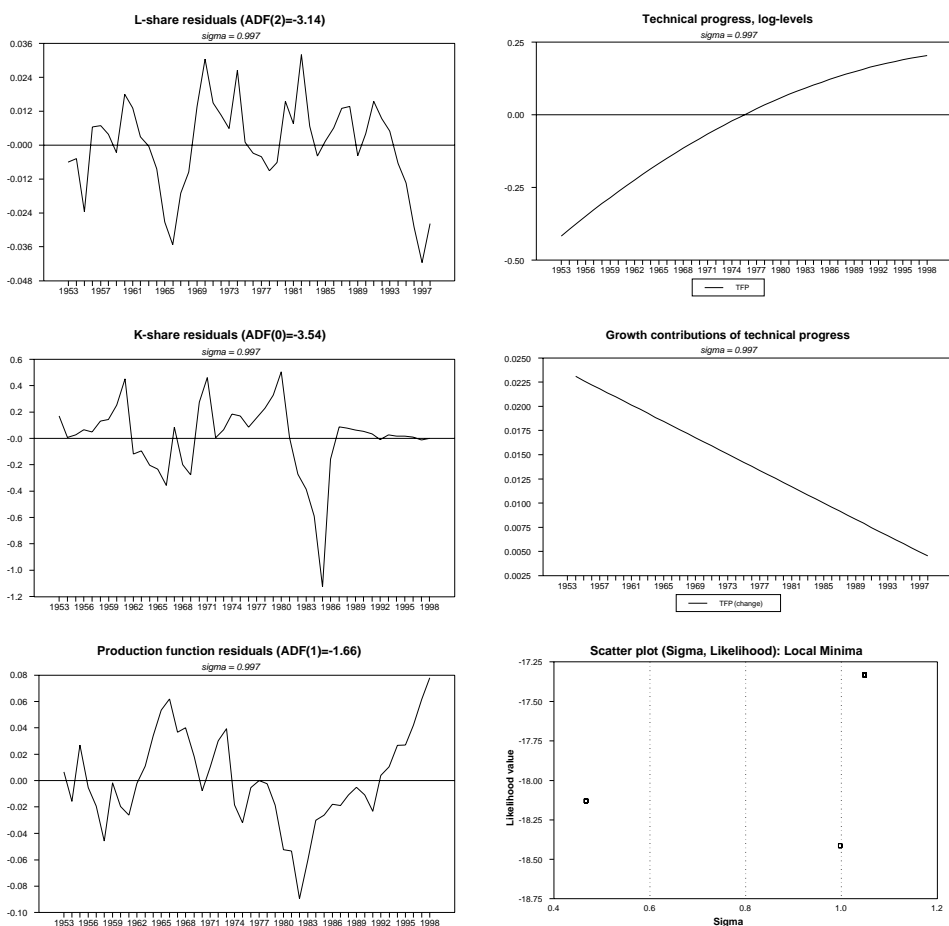 L-share residuals (ADF(2)=-3.14)
sigma = 0.997
0.036
0.024
0.012
-0.000
-0.012
-0.024
-0.036
-0.048
1953 1957 1961 1965 1969 1973 1977 1981 1985 1989 1993 1997
Technical progress, log-levels
sigma = 0.997
0.25
0.00
-0.25
-0.50
1953 1956 1959 1962 1965 1968 1971 1974 1977 1980 1983 1986 1989 1992 1995 1998
TFP
K-share residuals (ADF(0)=-3.54)
sigma = 0.997
0.6
0.4
0.2
-0.0
-0.2
-0.4
-0.6
-0.8
-1.0
-1.2
1953 1956 1959 1962 1965 1968 1971 1974 1977 1980 1983 1986 1989 1992 1995 1998
Growth contributions of technical progress
sigma = 0.997
0.0250
0.0225
0.0200
0.0175
0.0150
0.0125
0.0100
0.0075
0.0050
0.0025
1953 1957 1961 1965 1969 1973 1977 1981 1985 1989 1993 1997
TFP (change)
Production function residuals (ADF(1)=-1.66)
sigma = 0.997
0.08
0.06
0.04
0.02
0.00
-0.02
-0.04
-0.06
-0.08
-0.10
1953 1956 1959 1962 1965 1968 1971 1974 1977 1980 1983 1986 1989 1992 1995 1998
Scatter plot (Sigma, Likelihood): Local Minima
-17.25
-17.50
-17.75
-18.00
-18.25
-18.50
-18.75
Likelihood value
0.4 0.6 0.8 1.0 1.2
Sigma